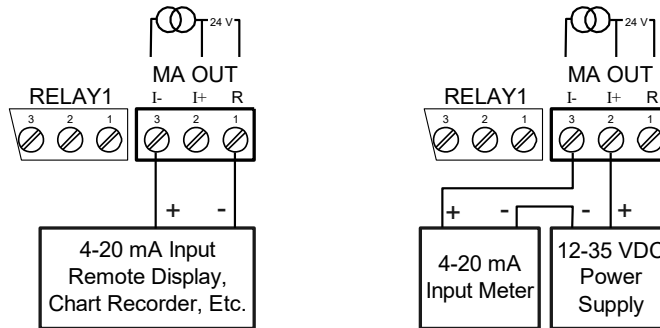 24 V
MA OUT
RELAY1 I- I+ R
3 2 1 3 2 1
+ -
4-20 mA Input
Remote Display,
Chart Recorder, Etc.
24 V
MA OUT
RELAY1 I- I+ R
3 2 1 3 2 1
+ - - +
4-20 mA
Input Meter
12-35 VDC
Power
Supply